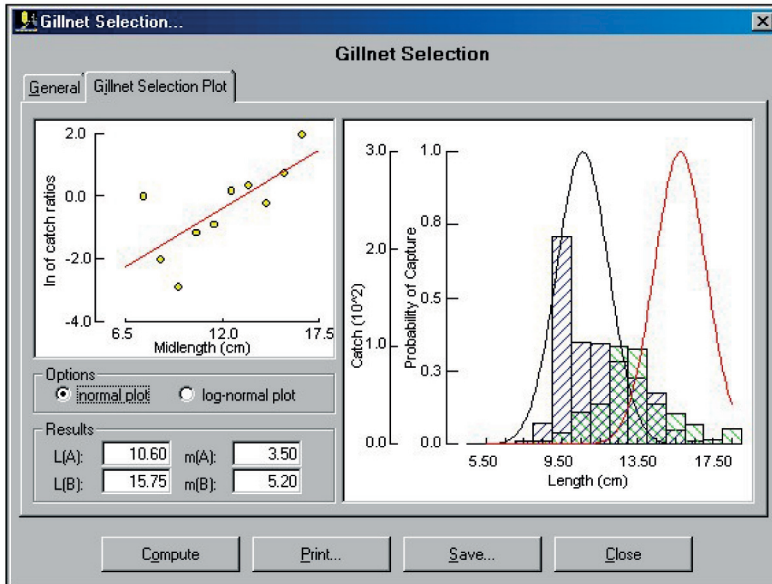 Gillnet Selection...
Gillnet Selection
General
Gillnet Selection Plot
2.0
0.0
-2.0
-4.0
ln of catch ratios
6.5 12.0 17.5
Midlength (cm)
Options
normal plot
log-normal plot
Results
L(A): 10.60 m(A): 3.50
L(B): 15.75 m(B): 5.20
3.0
2.0
1.0
0.0
Catch (10^2)
1.0
0.8
0.5
0.3
0.0
Probability of Capture
5.50 9.50 13.50 17.50
Length (cm)
Compute
Print...
Save...
Close